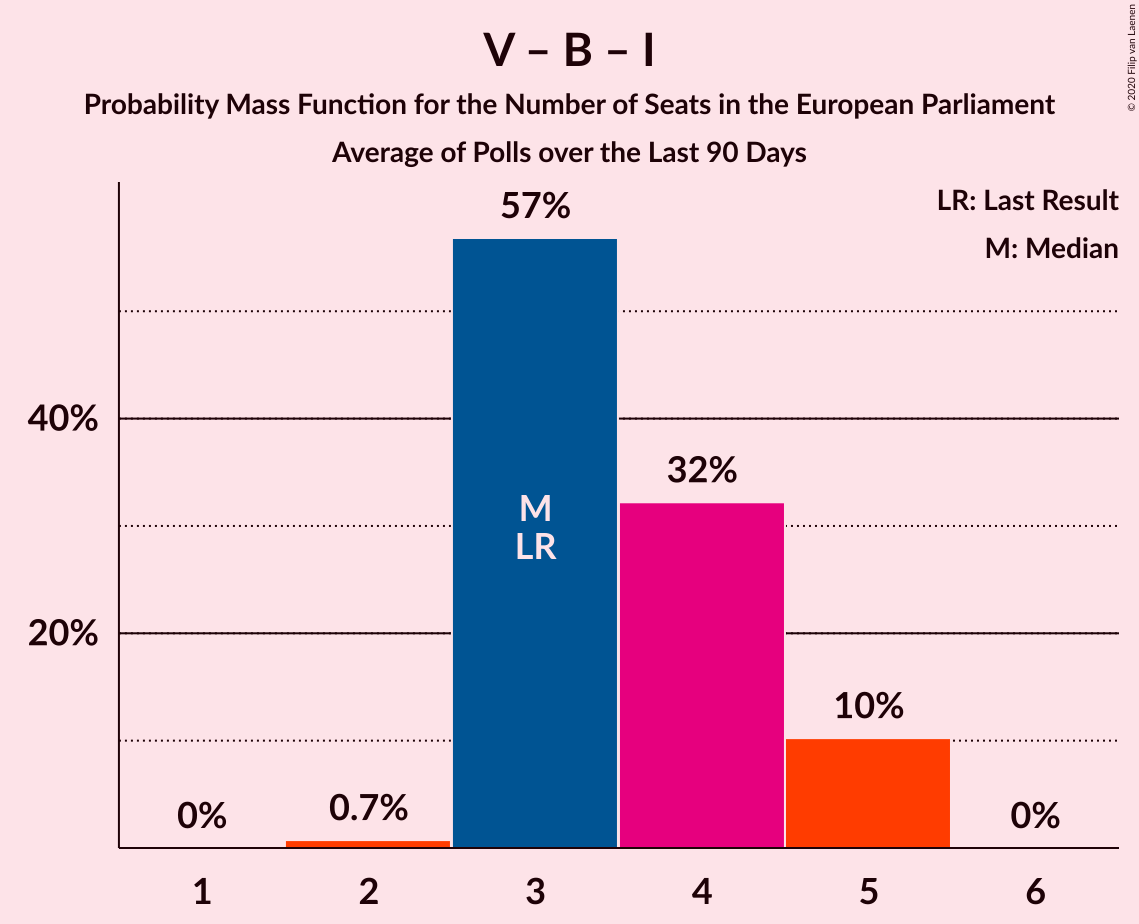 V – B – I
Probability Mass Function for the Number of Seats in the European Parliament
Average of Polls over the Last 90 Days
© 2020 Filip van Laenen
LR: Last Result
M: Median
57%
40%
32%
M
LR
20%
10%
0.7%
0%
0%
1 2 3 4 5 6